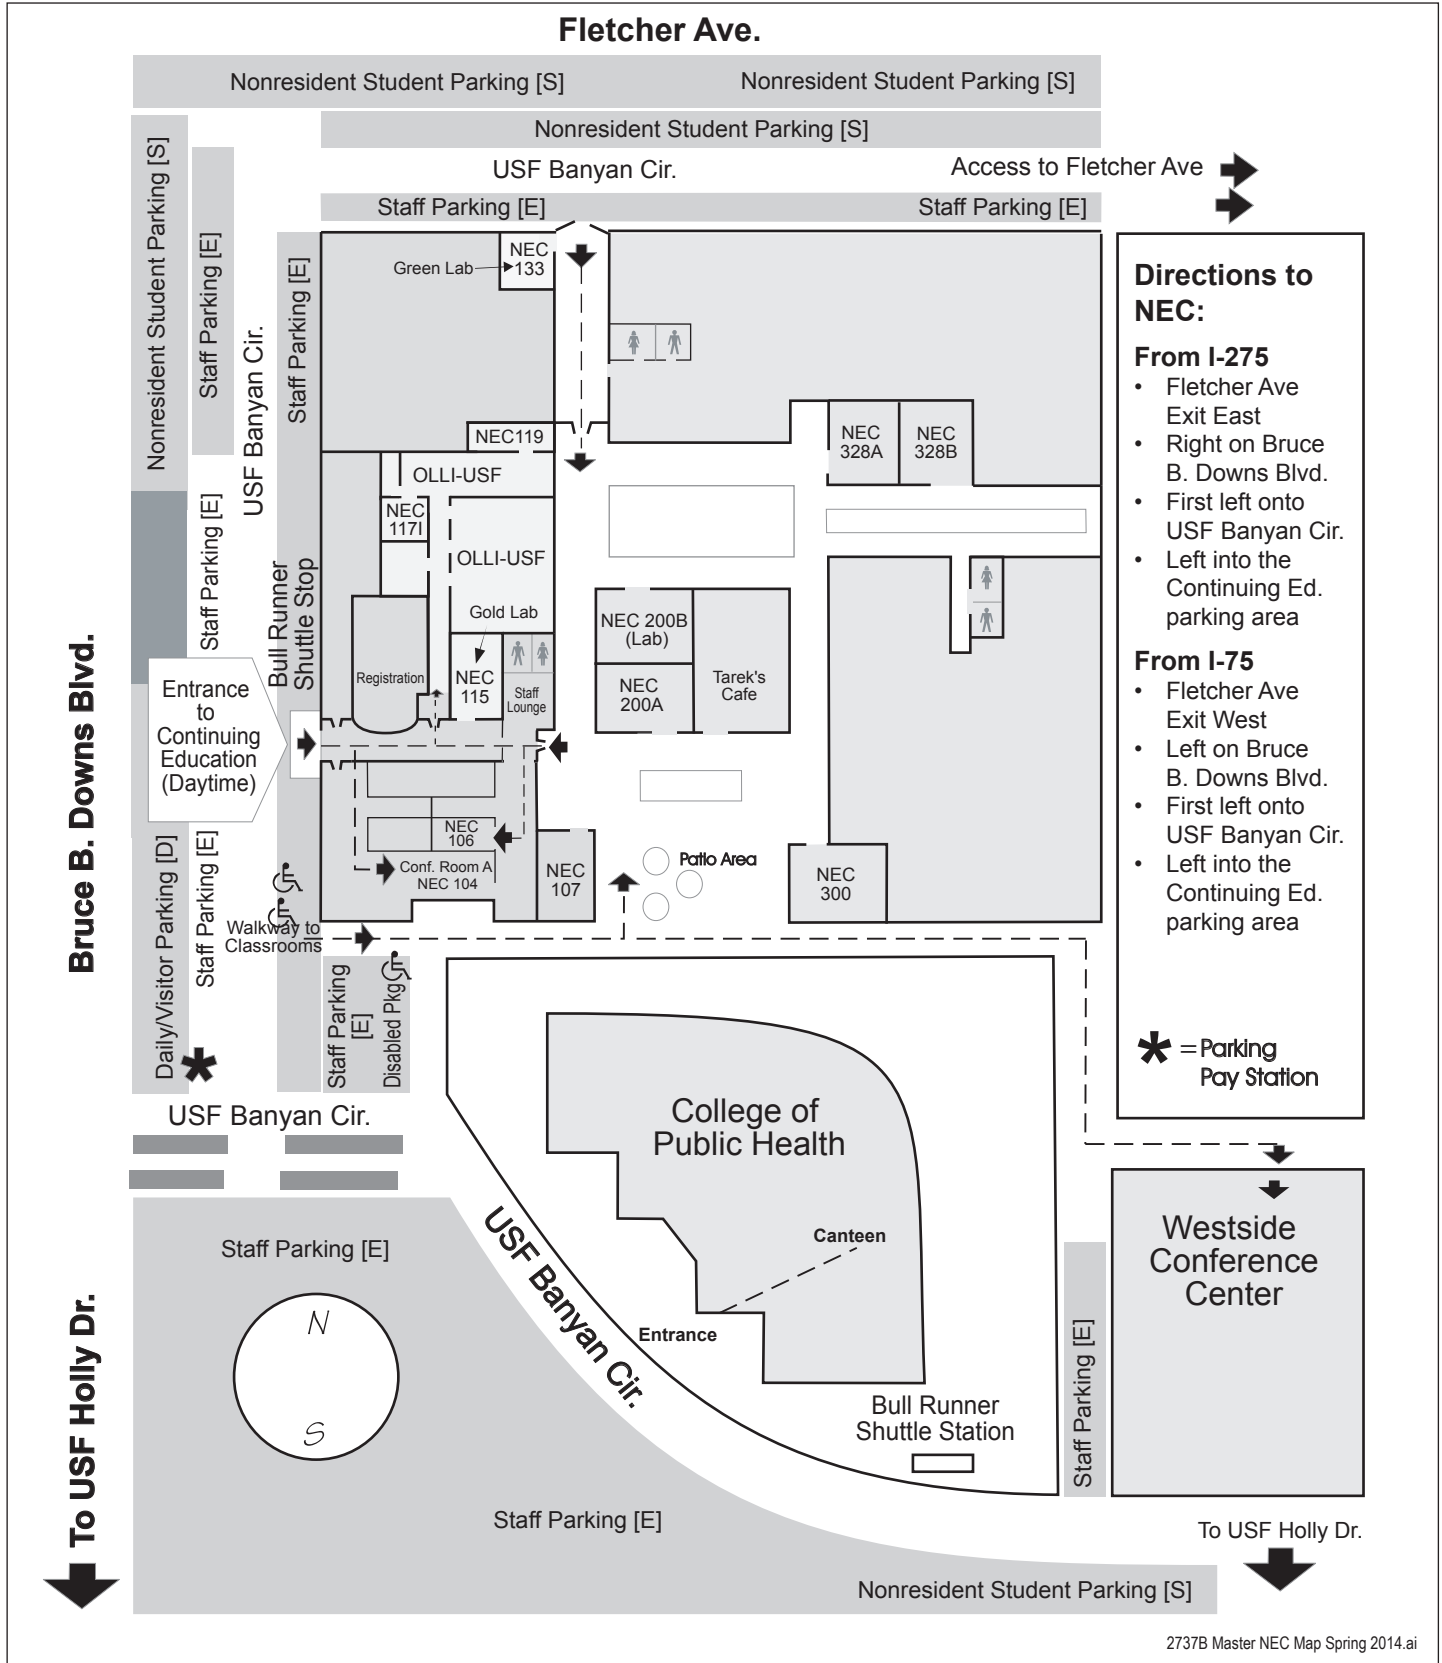 Fletcher Ave.
Nonresident Student Parking [S]
Nonresident Student Parking [S]
Nonresident Student Parking [S]
USF Banyan Cir.
Access to Fletcher Ave
Staff Parking [E]
Staff Parking [E]
Nonresident Student Parking [S]
Staff Parking [E]
USF Banyan Cir.
Staff Parking [E]
Green Lab
NEC
133
NEC119
OLLI-USF
NEC
117I
OLLI-USF
Gold Lab
NEC
115
Registration
Staff
Lounge
NEC
328A
NEC
328B
NEC 200B
(Lab)
NEC
200A
Tarek's
Cafe
Staff Parking [E]
Bull Runner
Shuttle Stop
Entrance
to
Continuing
Education
(Daytime)
Bruce B. Downs Blvd.
NEC
106
Conf. Room A
NEC 104
NEC
107
Patio Area
NEC
300
Daily/Visitor Parking [D]
Staff Parking [E]
Walkway to
Classrooms
Staff Parking
[E]
Disabled Pkg
*
USF Banyan Cir.
Directions to
NEC:
From I-275
• Fletcher Ave
Exit East
• Right on Bruce
B. Downs Blvd.
• First left onto
USF Banyan Cir.
• Left into the
Continuing Ed.
parking area
From I-75
• Fletcher Ave
Exit West
• Left on Bruce
B. Downs Blvd.
• First left onto
USF Banyan Cir.
• Left into the
Continuing Ed.
parking area
* = Parking
Pay Station
College of
Public Health
Canteen
Entrance
USF Banyan Cir.
Bull Runner
Shuttle Station
Staff Parking [E]
Westside
Conference
Center
Staff Parking [E]
N
S
To USF Holly Dr.
Staff Parking [E]
To USF Holly Dr.
Nonresident Student Parking [S]
2737B Master NEC Map Spring 2014.ai